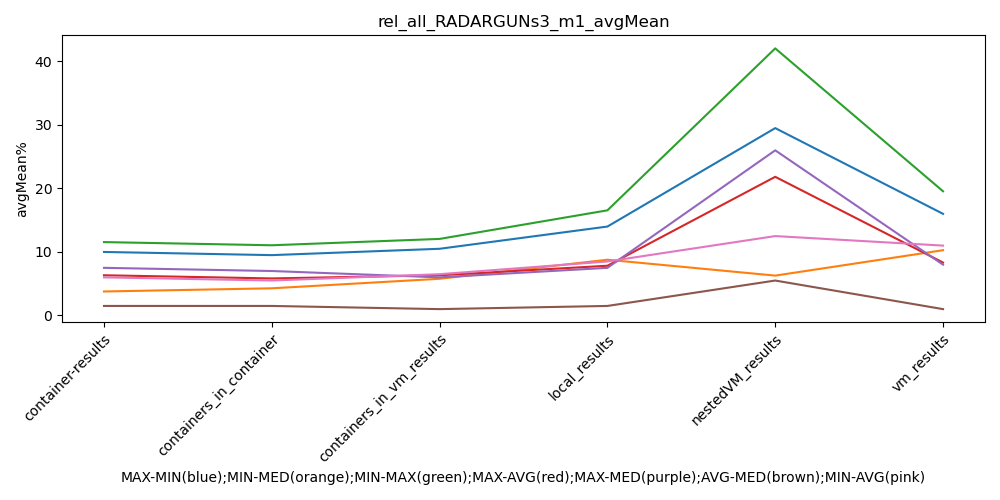 rel_all_RADARGUNs3_m1_avgMean
avgMean%
40
30
20
10
0
container-results
containers_in_container
containers_in_vm_results
local_results
nestedVM_results
vm_results
MAX-MIN(blue);MIN-MED(orange);MIN-MAX(green);MAX-AVG(red);MAX-MED(purple);AVG-MED(brown);MIN-AVG(pink)